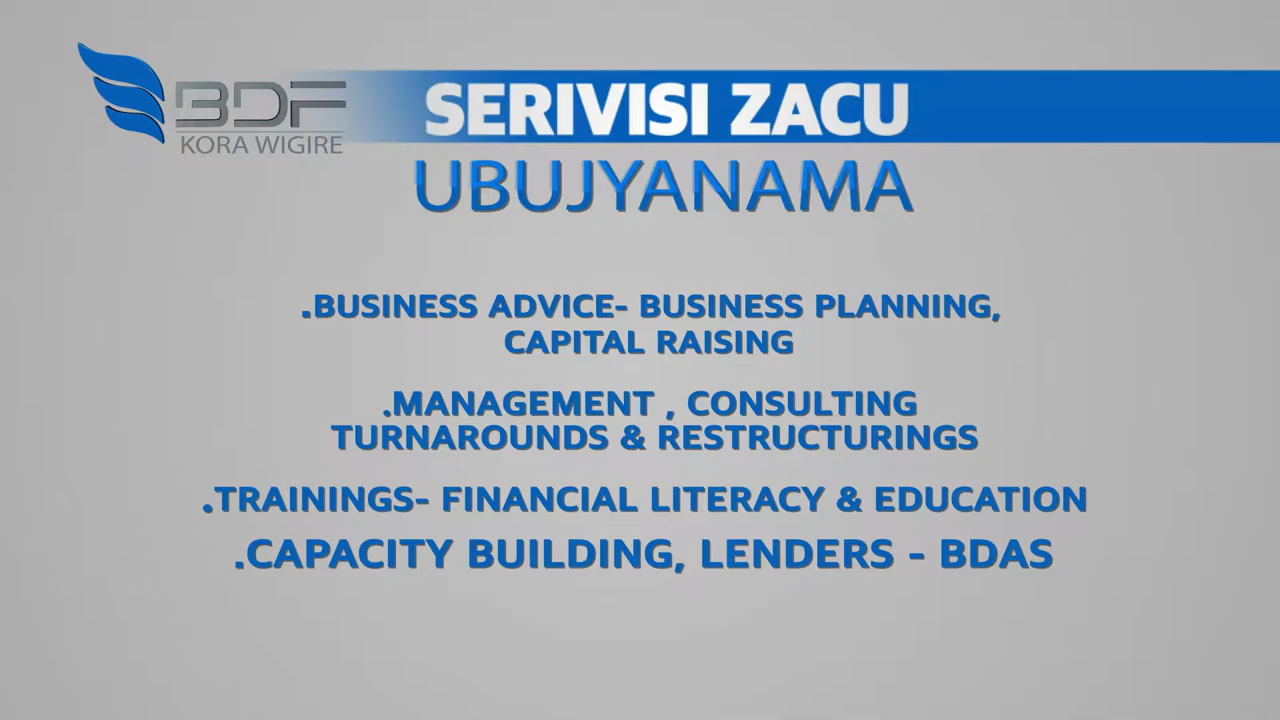 BDF
KORA WIGIRE
SERIVISI ZACU
UBUJYANAMA
.BUSINESS ADVICE- BUSINESS PLANNING,
CAPITAL RAISING
.MANAGEMENT , CONSULTING
TURNAROUNDS & RESTRUCTURINGS
.TRAININGS- FINANCIAL LITERACY & EDUCATION
.CAPACITY BUILDING, LENDERS - BDAS